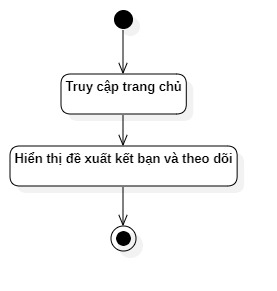 Truy cập trang chủ
Hiển thị đề xuất kết bạn và theo dõi